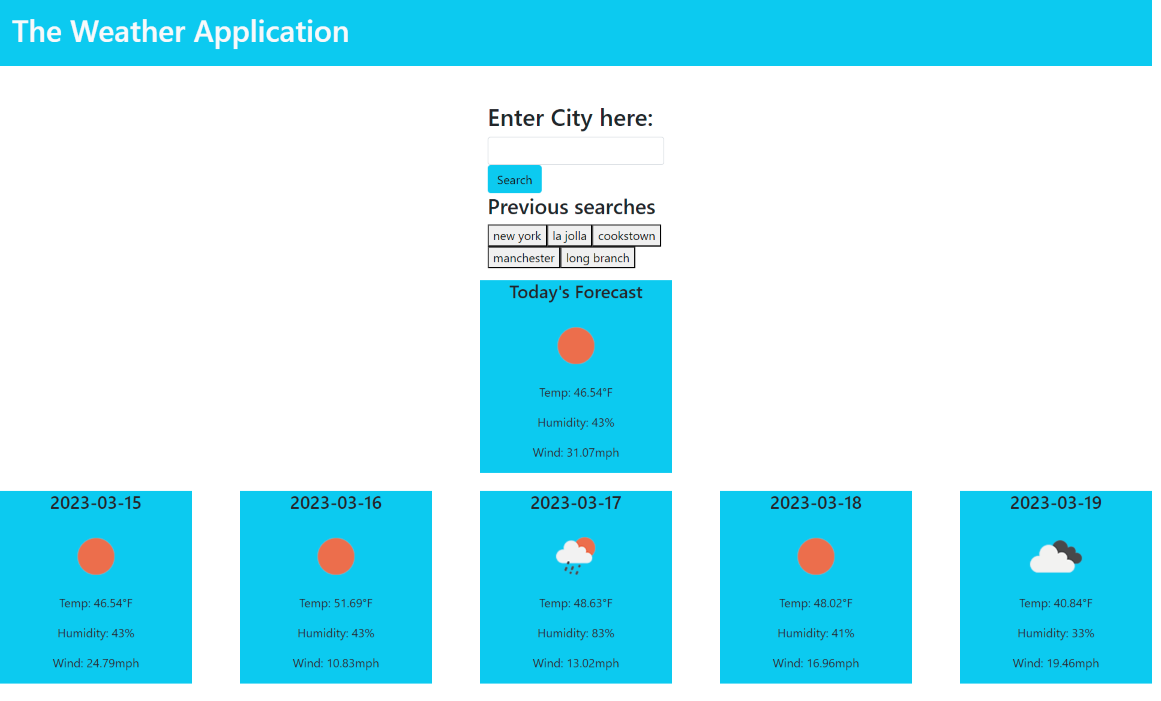 The Weather Application
Enter City here:
Search
Previous searches
new york la jolla cookstown
manchester long branch
Today's Forecast
Temp: 46.54°F
Humidity: 43%
Wind: 31.07mph
2023-03-15
Temp: 46.54°F
Humidity: 43%
Wind: 24.79mph
2023-03-16
Temp: 51.69°F
Humidity: 43%
Wind: 10.83mph
2023-03-17
Temp: 48.63°F
Humidity: 83%
Wind: 13.02mph
2023-03-18
Temp: 48.02°F
Humidity: 41%
Wind: 16.96mph
2023-03-19
Temp: 40.84°F
Humidity: 33%
Wind: 19.46mph